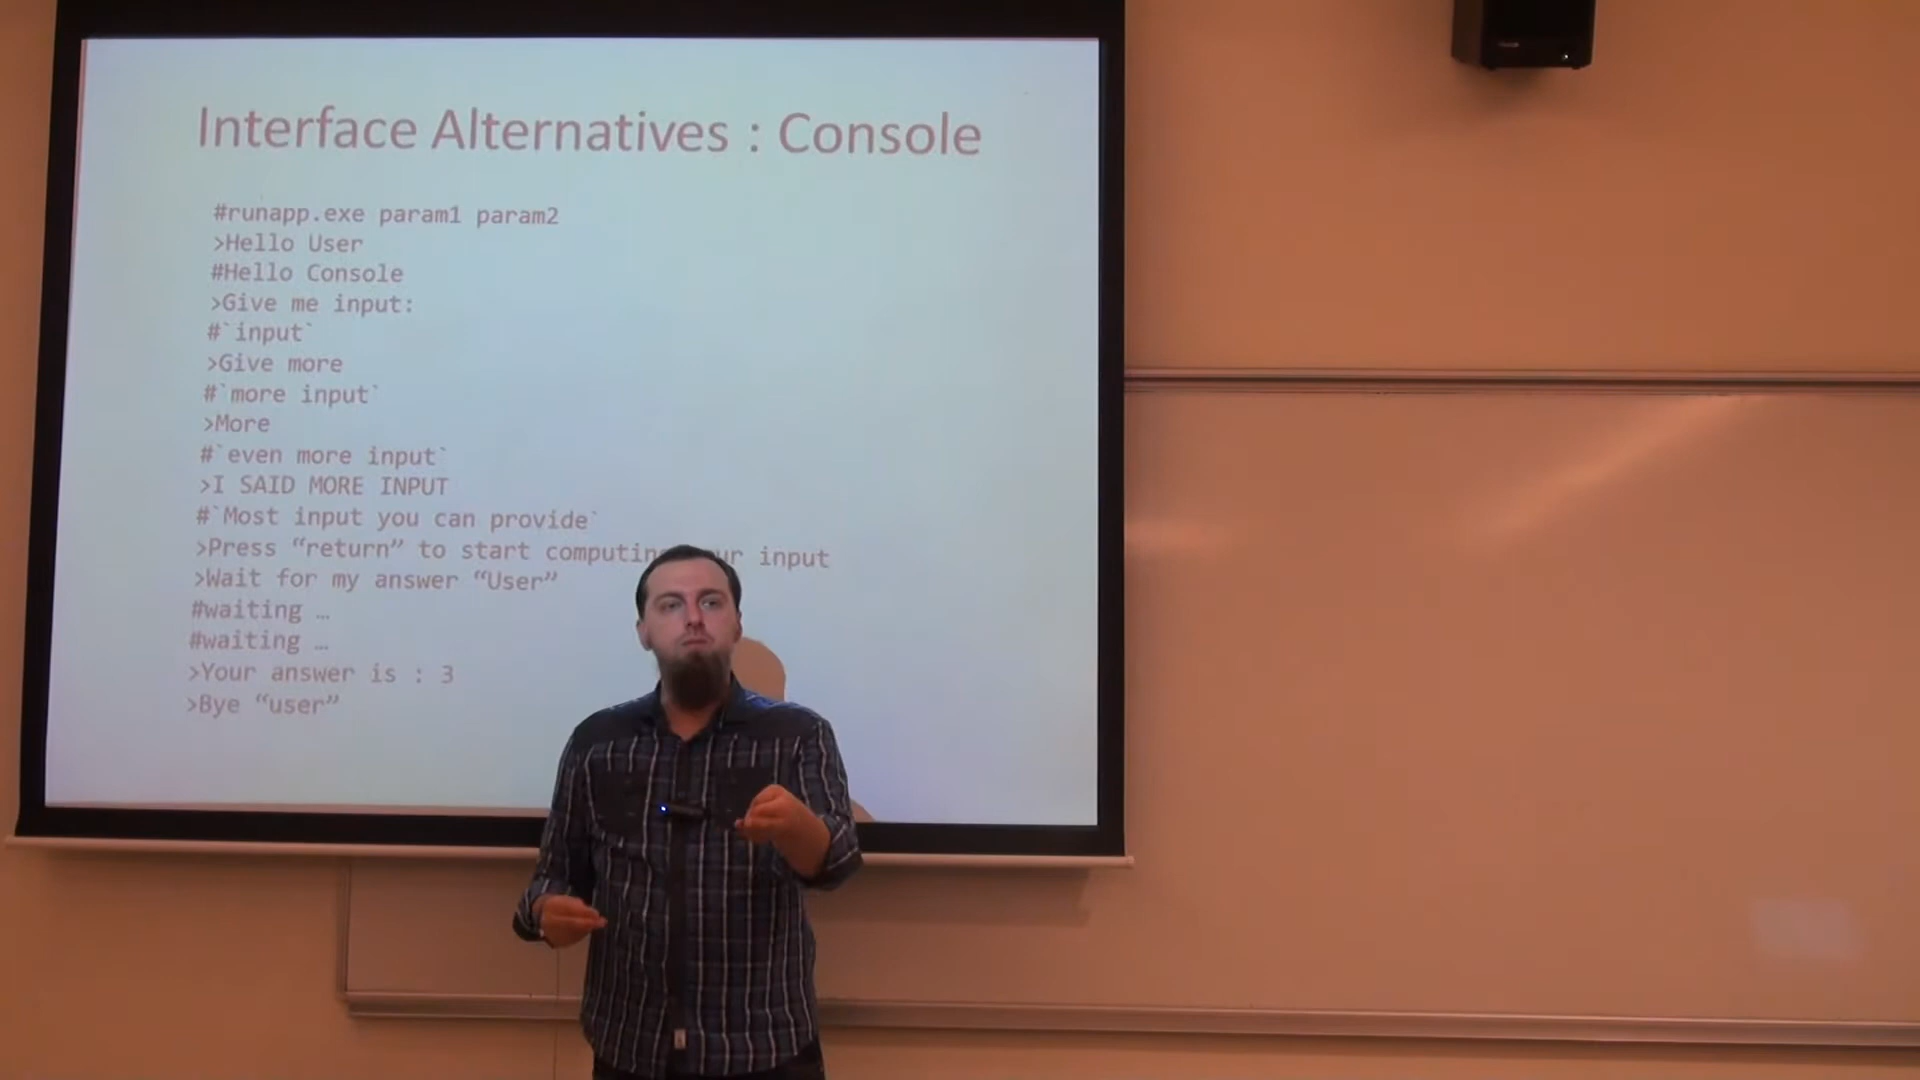 Interface Alternatives : Console
#runapp.exe param1 param2
>Hello User
#Hello Console
>Give me input:
#`input`
>Give more
#`more input`
>More
#`even more input`
>I SAID MORE INPUT
#`Most input you can provide`
>Press “return” to start computing input
>Wait for my answer “User”
#waiting …
#waiting …
>Your answer is : 3
>Bye “user”